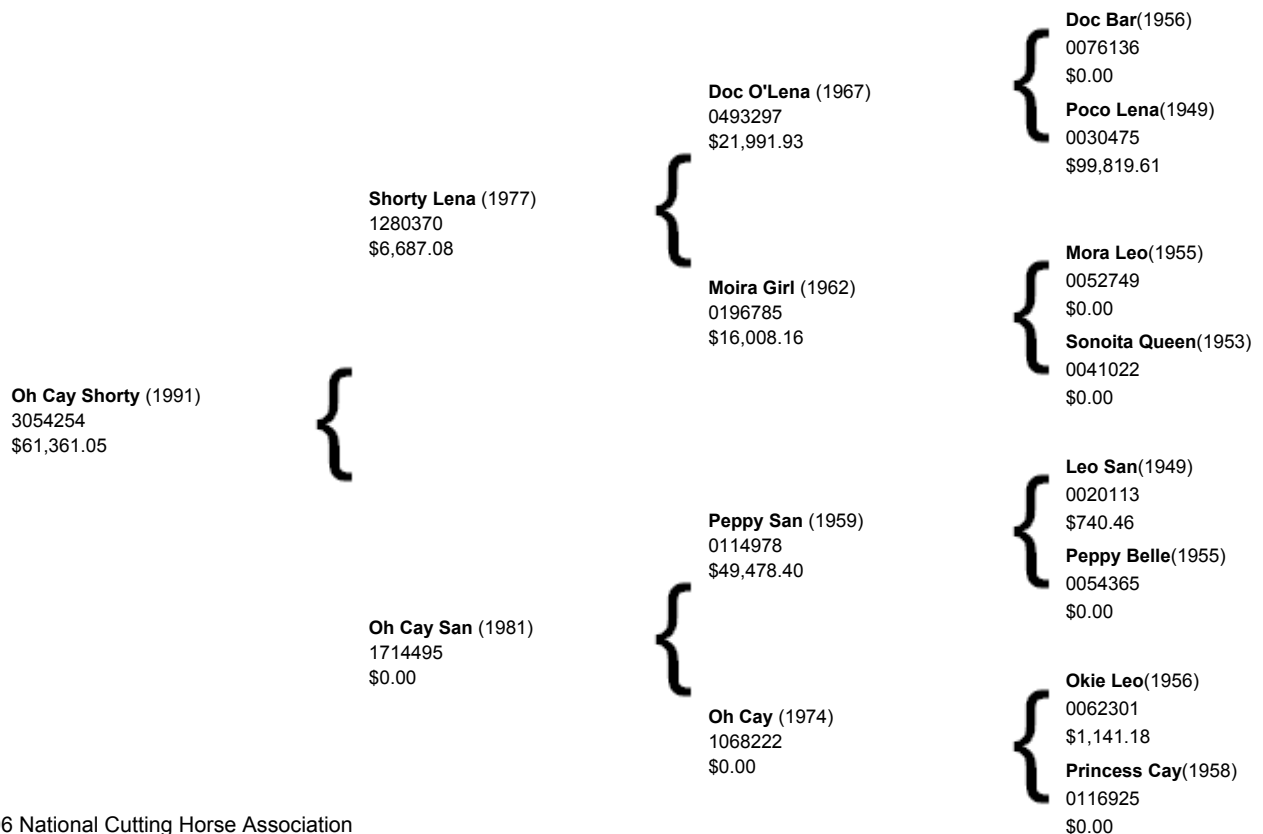 Doc Bar(1956)
0076136
$0.00
Doc O'Lena (1967)
0493297
$21,991.93
Poco Lena(1949)
0030475
$99,819.61
Shorty Lena (1977)
1280370
$6,687.08
Mora Leo(1955)
0052749
$0.00
Moira Girl (1962)
0196785
$16,008.16
Sonoita Queen(1953)
0041022
$0.00
Oh Cay Shorty (1991)
3054254
$61,361.05
Leo San(1949)
0020113
$740.46
Peppy San (1959)
0114978
$49,478.40
Peppy Belle(1955)
0054365
$0.00
Oh Cay San (1981)
1714495
$0.00
Okie Leo(1956)
0062301
$1,141.18
Oh Cay (1974)
1068222
$0.00
Princess Cay(1958)
0116925
$0.00
6 National Cutting Horse Association